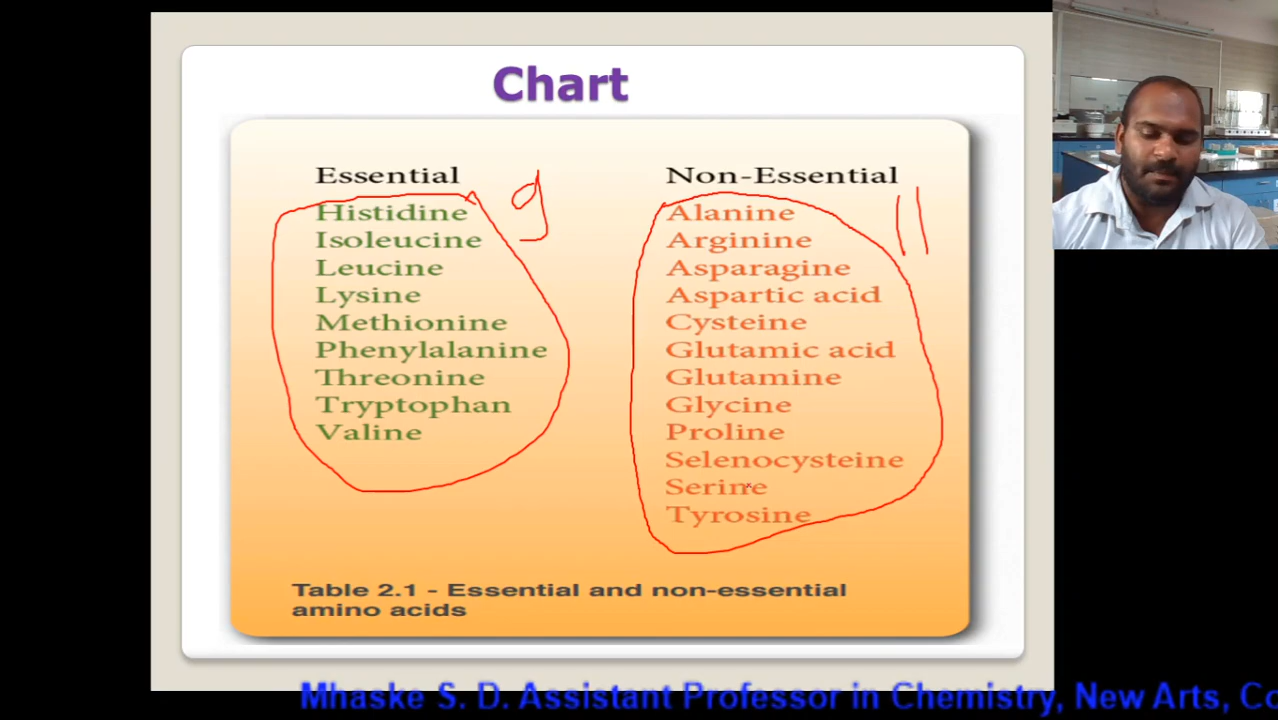 Chart
Essential
Non-Essential
Histidine
Isoleucine
Leucine
Lysine
Methionine
Phenylalanine
Threonine
Tryptophan
Valine
9
Alanine
Arginine
Asparagine
Aspartic acid
Cysteine
Glutamic acid
Glutamine
Glycine
Proline
Selenocysteine
Serine
Tyrosine
11
Table 2.1 - Essential and non-essential
amino acids
Mhaske S. D. Assistant Professor in Chemistry, New Arts, Co